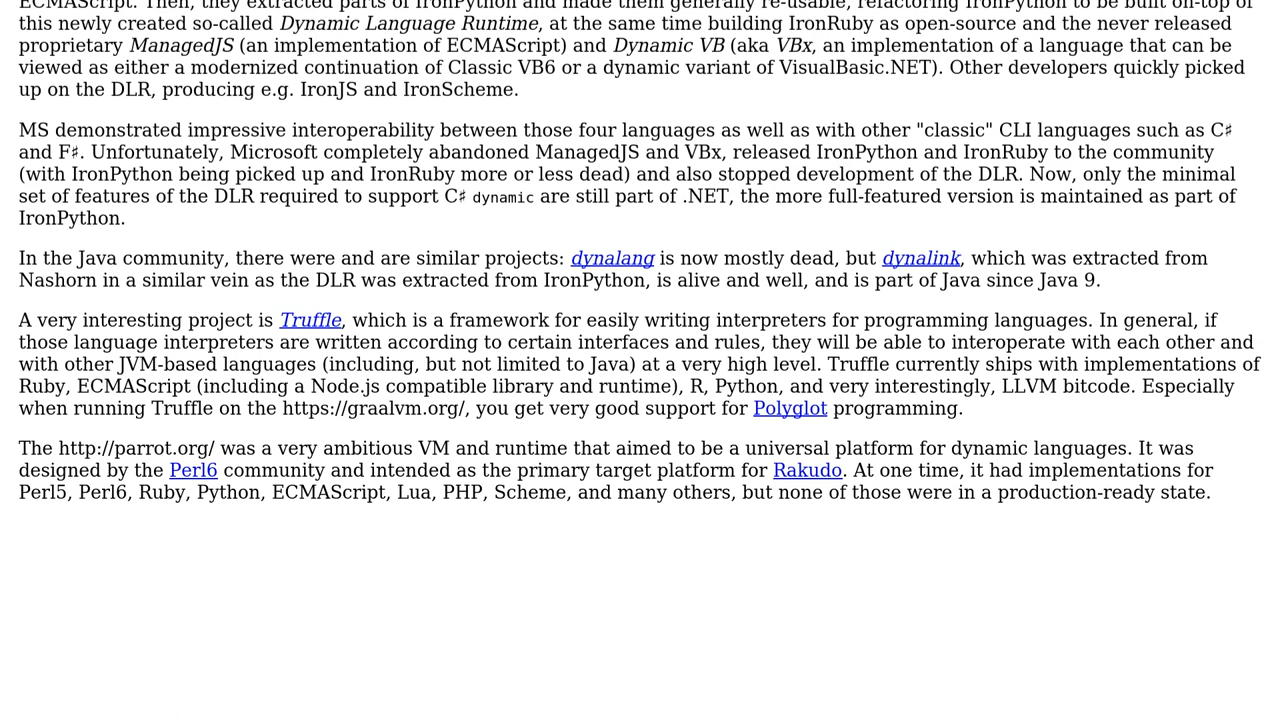 ECMAScript. Then, they extracted parts of IronPython and made them generally re-usable, refactoring IronPython to be built on-top of
this newly created so-called Dynamic Language Runtime, at the same time building IronRuby as open-source and the never released
proprietary ManagedJS (an implementation of ECMAScript) and Dynamic VB (aka VBx, an implementation of a language that can be
viewed as either a modernized continuation of Classic VB6 or a dynamic variant of VisualBasic.NET). Other developers quickly picked
up on the DLR, producing e.g. IronJS and IronScheme.
MS demonstrated impressive interoperability between those four languages as well as with other "classic" CLI languages such as C♯
and F♯. Unfortunately, Microsoft completely abandoned ManagedJS and VBx, released IronPython and IronRuby to the community
(with IronPython being picked up and IronRuby more or less dead) and also stopped development of the DLR. Now, only the minimal
set of features of the DLR required to support C♯ dynamic are still part of .NET, the more full-featured version is maintained as part of
IronPython.
In the Java community, there were and are similar projects: dynalang is now mostly dead, but dynalink, which was extracted from
Nashorn in a similar vein as the DLR was extracted from IronPython, is alive and well, and is part of Java since Java 9.
A very interesting project is Truffle, which is a framework for easily writing interpreters for programming languages. In general, if
those language interpreters are written according to certain interfaces and rules, they will be able to interoperate with each other and
with other JVM-based languages (including, but not limited to Java) at a very high level. Truffle currently ships with implementations of
Ruby, ECMAScript (including a Node.js compatible library and runtime), R, Python, and very interestingly, LLVM bitcode. Especially
when running Truffle on the https://graalvm.org/, you get very good support for Polyglot programming.
The http://parrot.org/ was a very ambitious VM and runtime that aimed to be a universal platform for dynamic languages. It was
designed by the Perl6 community and intended as the primary target platform for Rakudo. At one time, it had implementations for
Perl5, Perl6, Ruby, Python, ECMAScript, Lua, PHP, Scheme, and many others, but none of those were in a production-ready state.